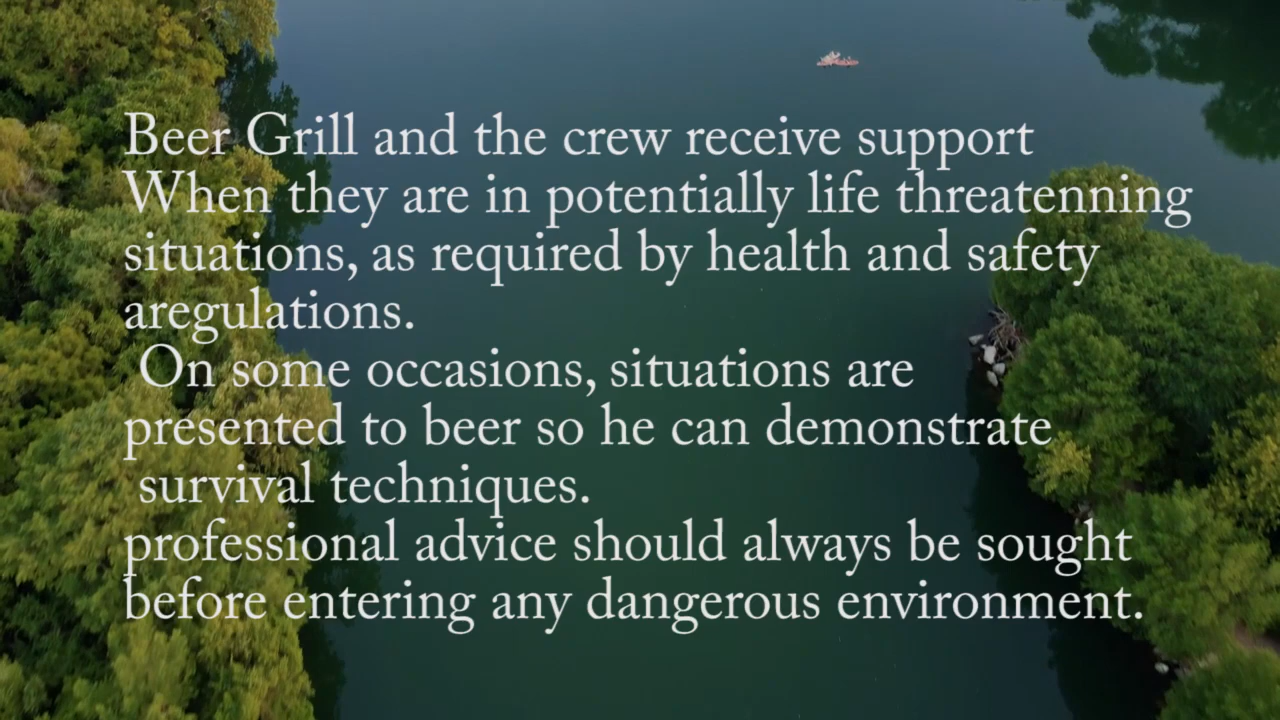 Beer Grill and the crew receive support
When they are in potentially life threatenning
situations, as required by health and safety
aregulations.
On some occasions, situations are
presented to beer so he can demonstrate
survival techniques.
professional advice should always be sought
before entering any dangerous environment.